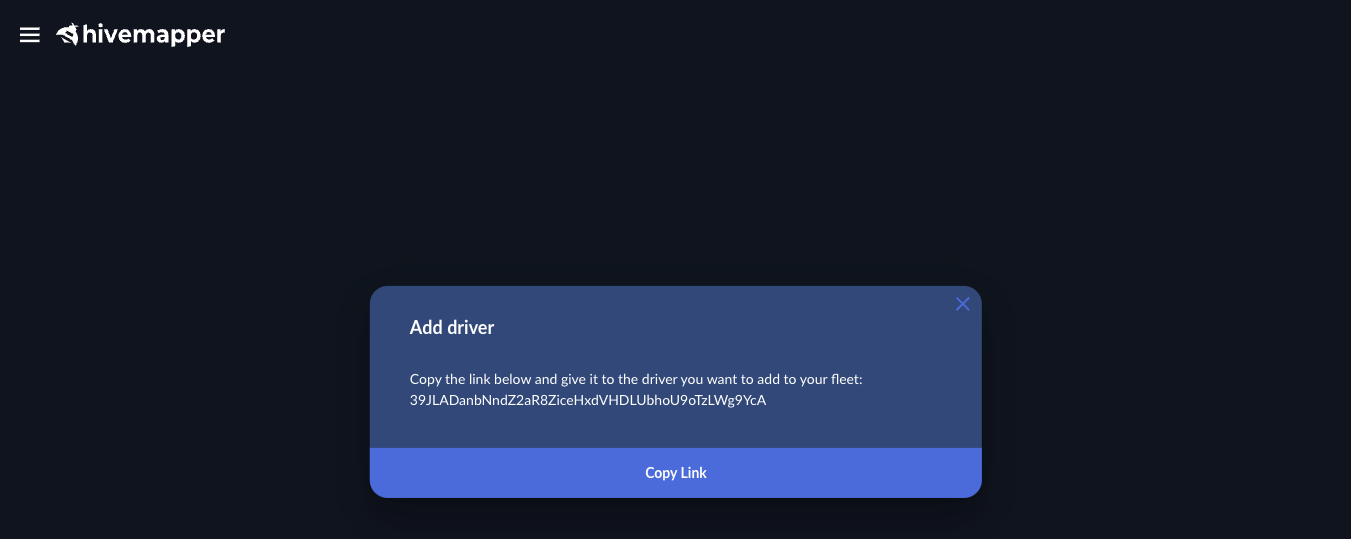 hivemapper
Add driver
Copy the link below and give it to the driver you want to add to your fleet:
39JLADanbNndZ2aR8ZiceHxdVHDLUbhoU9oTzLWg9YcA
Copy Link